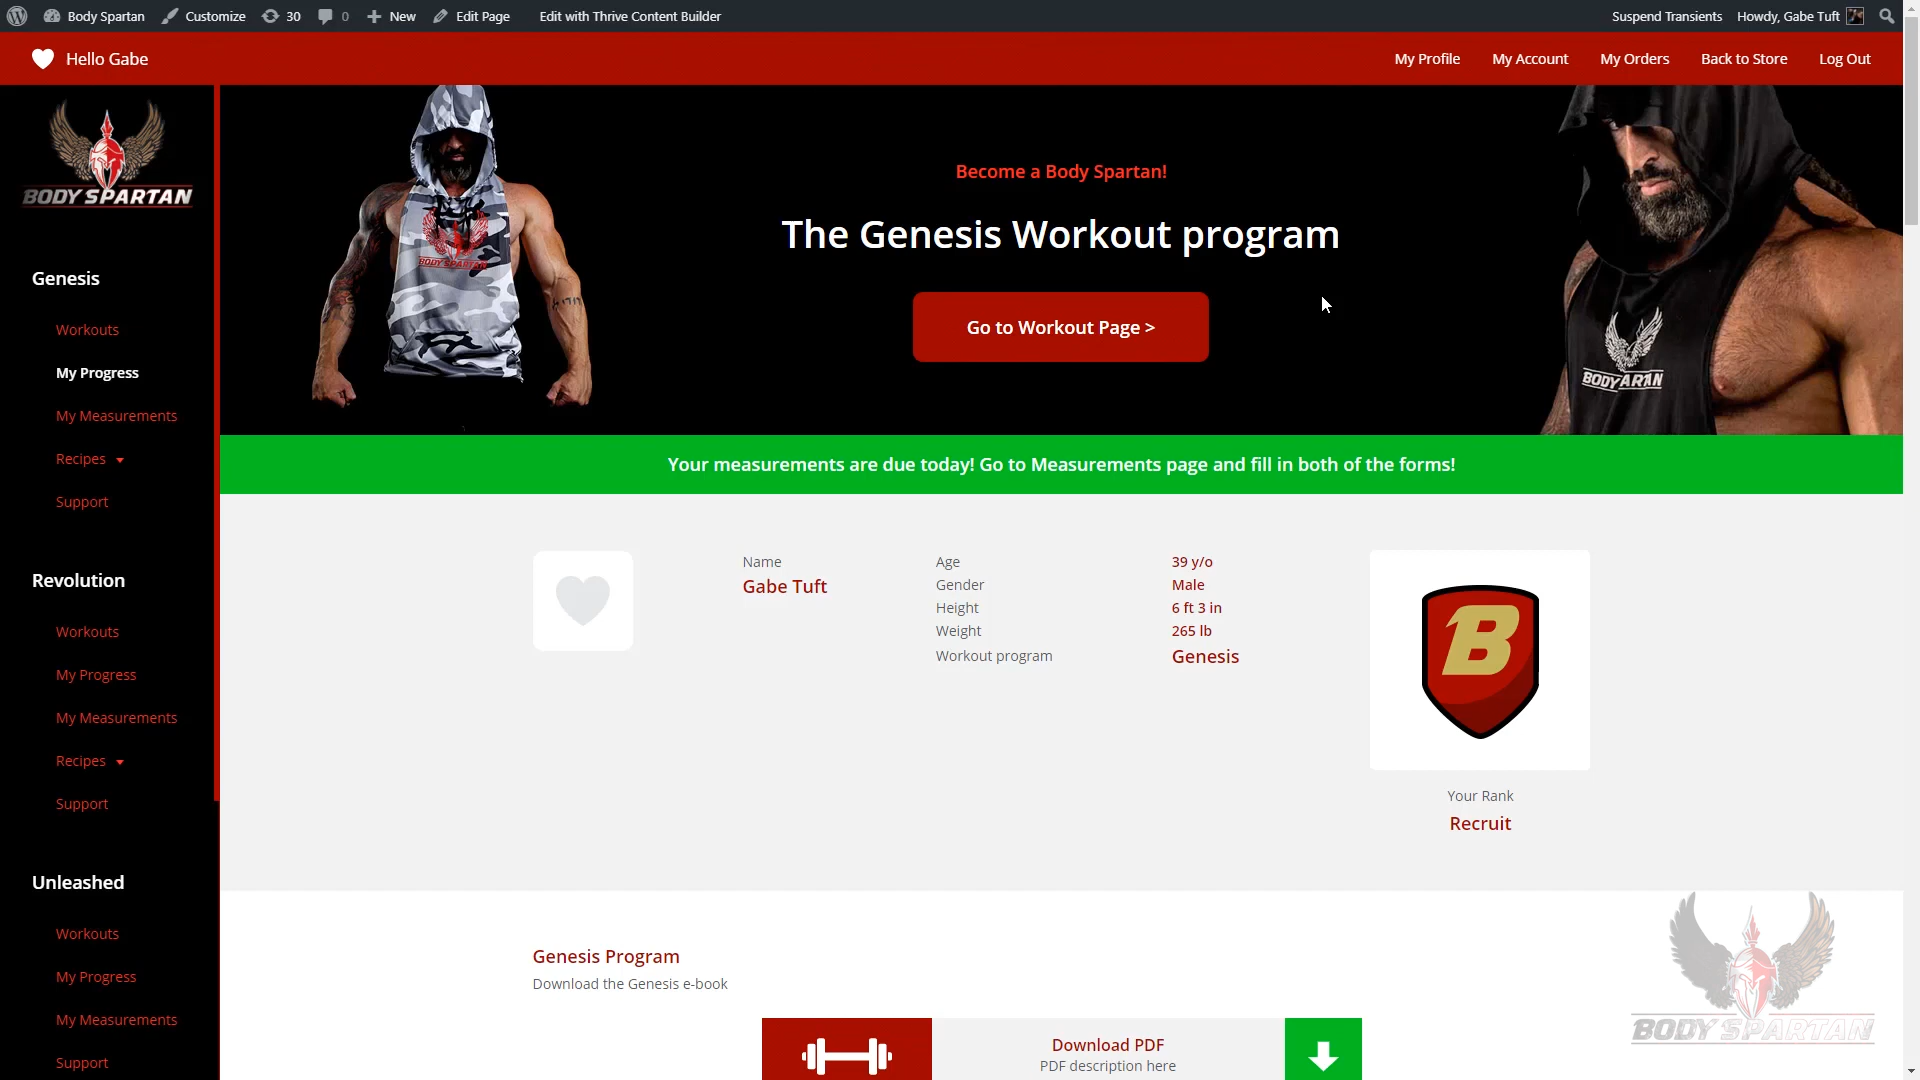 Body Spartan
Customize
30
0
New
Edit Page
Edit with Thrive Content Builder
Suspend Transients
Howdy, Gabe Tuft
Hello Gabe
My Profile
My Account
My Orders
Back to Store
Log Out
BODY SPARTAN
Genesis
Workouts
My Progress
My Measurements
Recipes
Support
Revolution
Workouts
My Progress
My Measurements
Recipes
Support
Unleashed
Workouts
My Progress
My Measurements
Support
Become a Body Spartan!
The Genesis Workout program
Go to Workout Page >
BODY SPARTAN
Your measurements are due today! Go to Measurements page and fill in both of the forms!
Name
Gabe Tuft
Age 39 y/o
Gender Male
Height 6 ft 3 in
Weight 265 lb
Workout program Genesis
B
Your Rank
Recruit
Genesis Program
Download the Genesis e-book
Download PDF
PDF description here
BODY SPARTAN